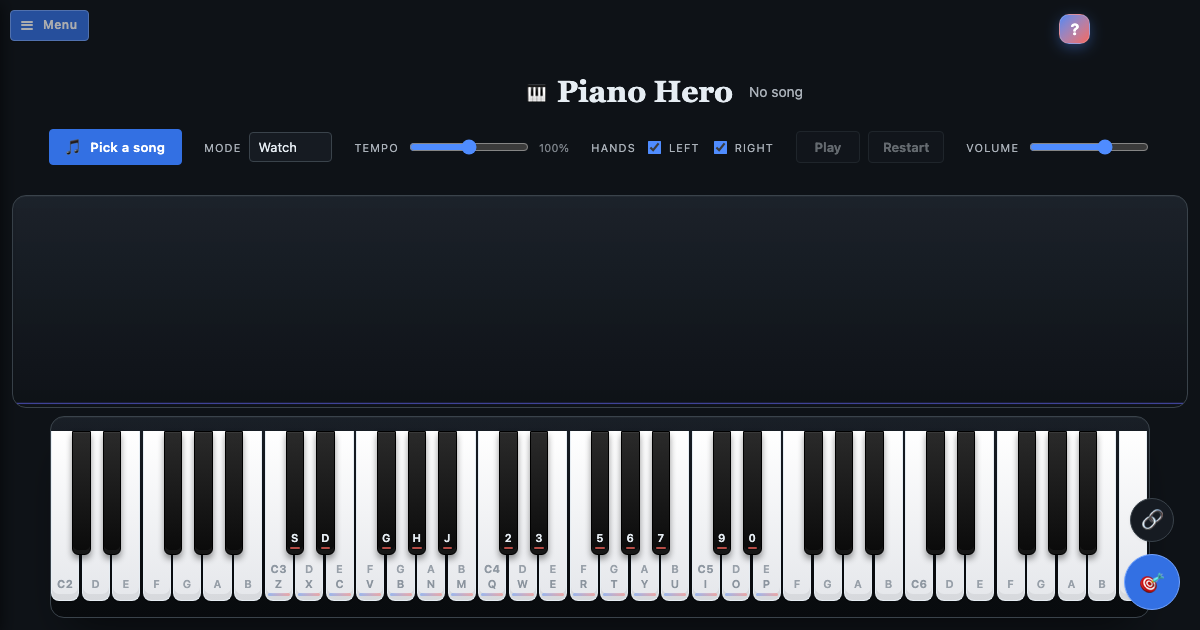 Menu
?
Piano Hero No song
Pick a song MODE Watch TEMPO 100% HANDS LEFT RIGHT Play Restart VOLUME
S D G H J 2 3 5 6 7 9 0
C3 D E F G A B C4 D E F G A B C5 D E
C2 D E F G A B Z X C V B N M Q W E R T Y U I O P F G A B C6 D E F G A B